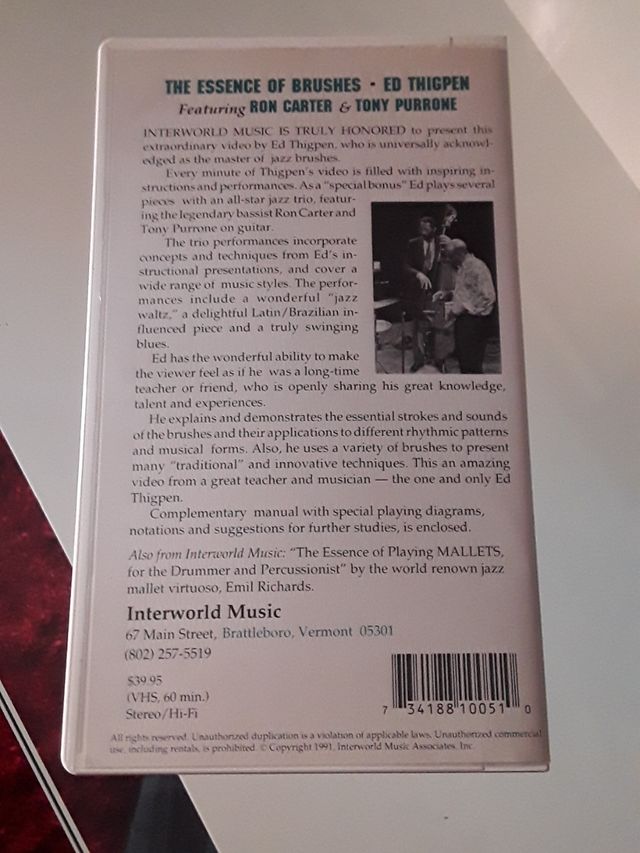 THE ESSENCE OF BRUSHES · ED THIGPEN
Featuring RON CARTER & TONY PURRONE
INTERWORLD MUSIC IS TRULY HONORED to present this
extraordinary video by Ed Thigpen, who is universally acknowl-
edged as the master of jazz brushes.
Every minute of Thigpen's video is filled with inspiring in-
structions and performances. As a "special bonus" Ed plays several
pieces with an all-star jazz trio, featur-
ing the legendary bassist Ron Carter and
Tony Purrone on guitar.
The trio performances incorporate
concepts and techniques from Ed's in-
structional presentations, and cover a
wide range of music styles. The perfor-
mances include a wonderful "jazz
waltz," a delightful Latin/Brazilian in-
fluenced piece and a truly swinging
blues.
Ed has the wonderful ability to make
the viewer feel as if he was a long-time
teacher or friend, who is openly sharing his great knowledge,
talent and experiences.
He explains and demonstrates the essential strokes and sounds
of the brushes and their applications to different rhythmic patterns
and musical forms. Also, he uses a variety of brushes to present
many "traditional" and innovative techniques. This an amazing
video from a great teacher and musician — the one and only Ed
Thigpen.
Complementary manual with special playing diagrams,
notations and suggestions for further studies, is enclosed.
Also from Interworld Music: "The Essence of Playing MALLETS,
for the Drummer and Percussionist" by the world renown jazz
mallet virtuoso, Emil Richards.
Interworld Music
67 Main Street, Brattleboro, Vermont 05301
(802) 257-5519
$39.95
(VHS, 60 min.)
Stereo/Hi-Fi
7 34188 10051 0
All rights reserved. Unauthorized duplication is a violation of applicable laws. Unauthorized commercial
use, including rentals, is prohibited. © Copyright 1991, Interworld Music Associates, Inc.